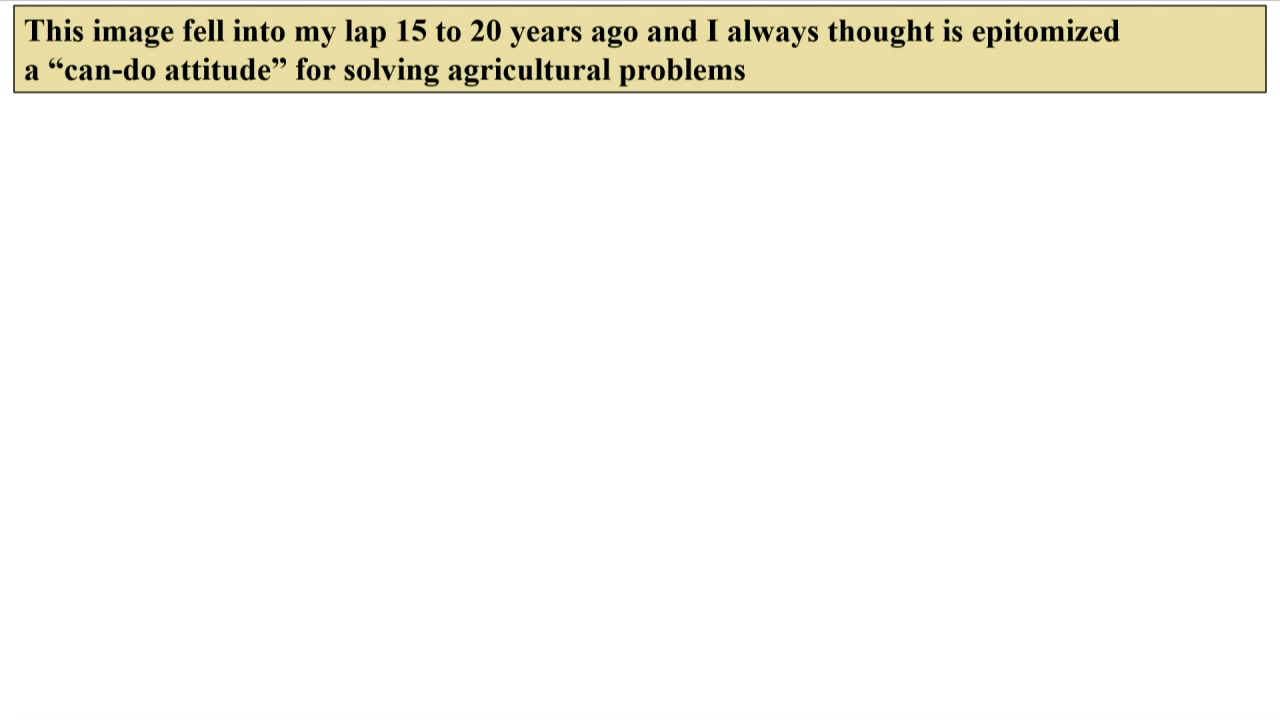 This image fell into my lap 15 to 20 years ago and I always thought is epitomized
a “can-do attitude” for solving agricultural problems